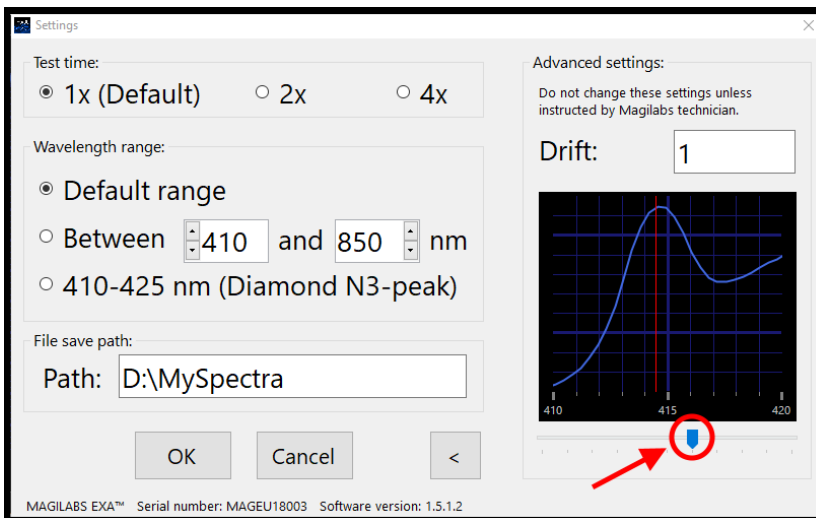 Settings
Test time:
1x (Default) 2x 4x
Wavelength range:
Default range
Between 410 and 850 nm
410-425 nm (Diamond N3-peak)
File save path:
Path: D:\MySpectra
OK Cancel <
MAGILABS EXA™ Serial number: MAGEU18003 Software version: 1.5.1.2
Advanced settings:
Do not change these settings unless
instructed by Magilabs technician.
Drift: 1
410 415 420